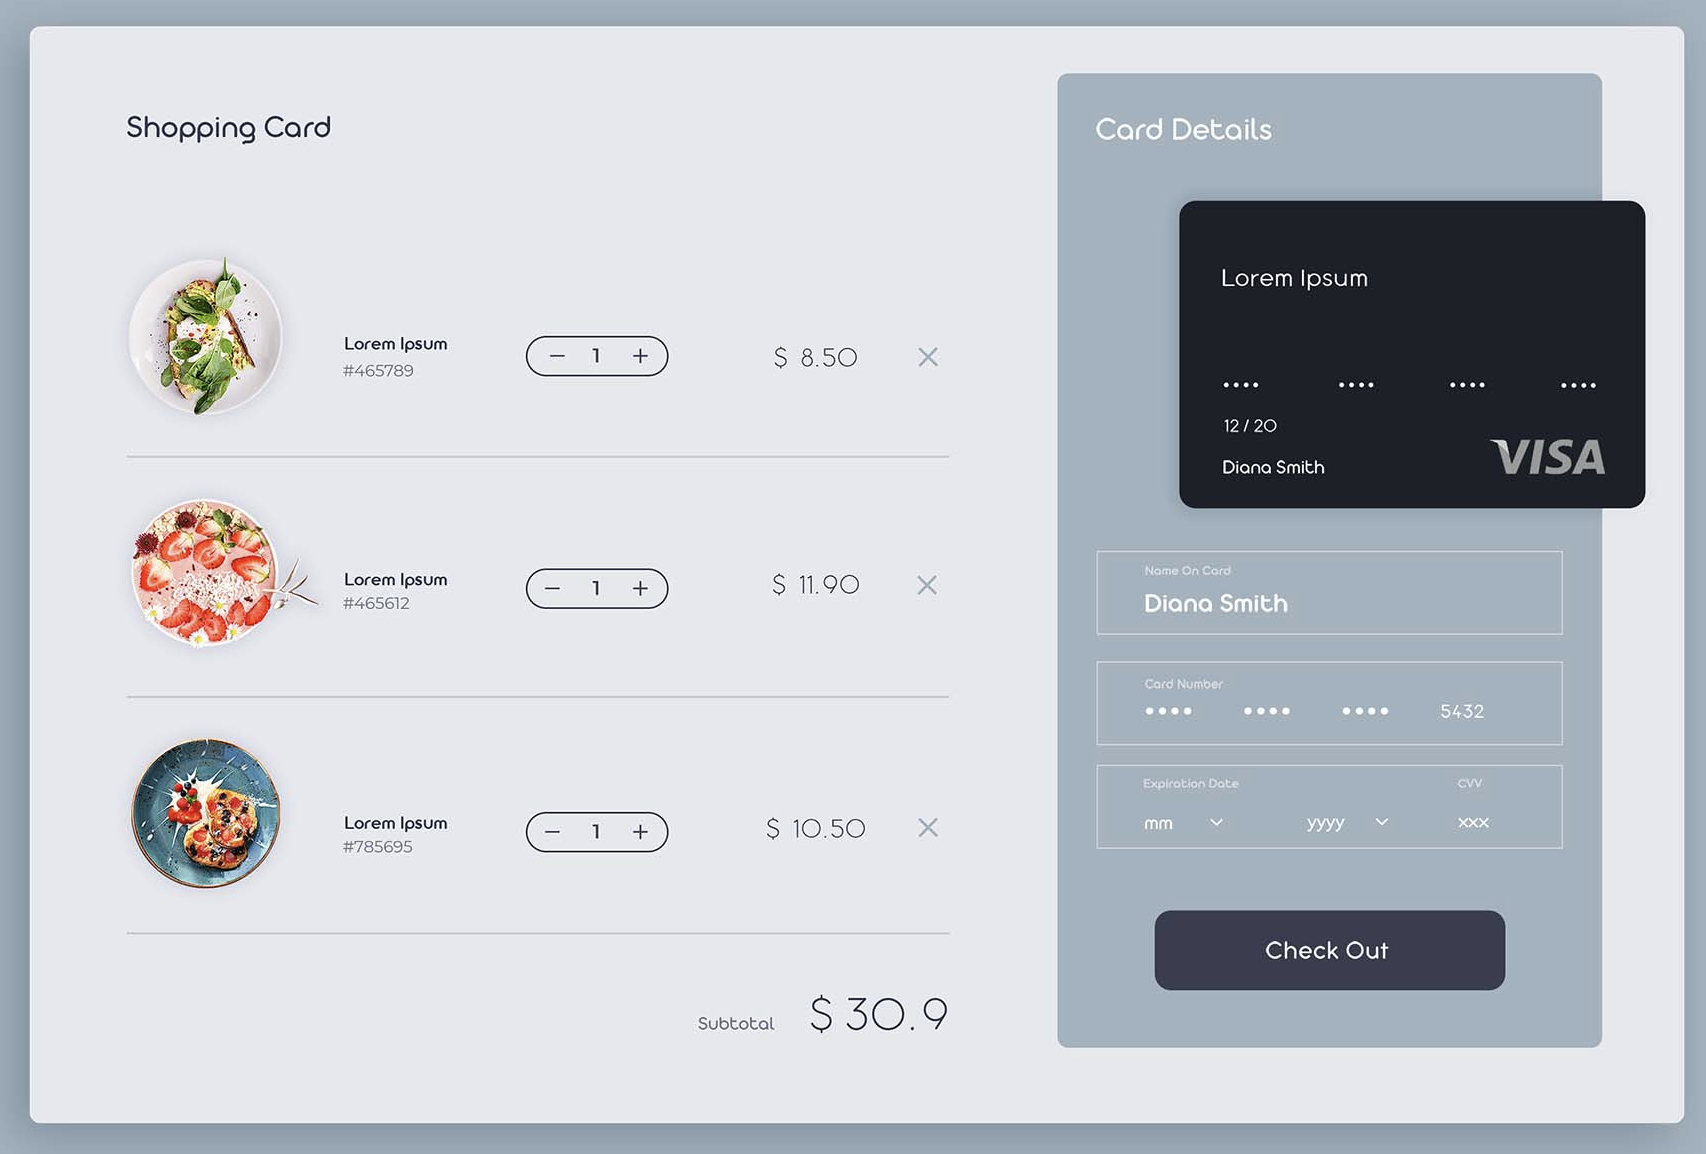 Shopping Card
Lorem Ipsum
#465789
− 1 +
$ 8.50
Lorem Ipsum
#465612
− 1 +
$ 11.90
Lorem Ipsum
#785695
− 1 +
$ 10.50
Subtotal $ 30.9
Card Details
Lorem Ipsum
•••• •••• •••• ••••
12 / 20
Diana Smith
VISA
Name On Card
Diana Smith
Card Number
•••• •••• •••• 5432
Expiration Date CVV
mm yyyy xxx
Check Out